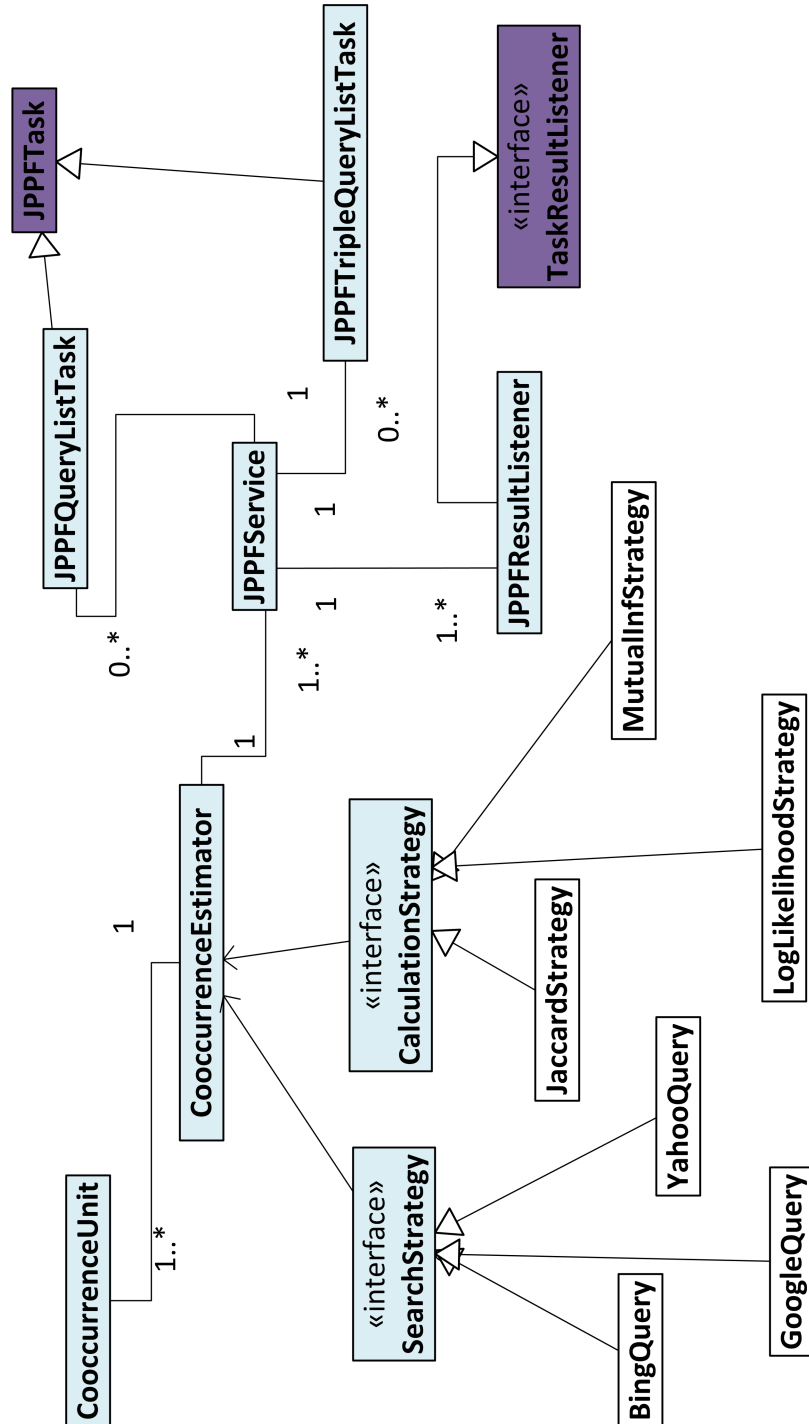 CooccurrenceUnit
1..*
1
CooccurrenceEstimator
1
1..*
JPPFService
0..*
JPPFQueryListTask
JPPFTask
1
1
0..*
JPPFTripleQueryListTask
1
1..*
JPPFResultListener
«interface»
TaskResultListener
«interface»
SearchStrategy
«interface»
CalculationStrategy
BingQuery
GoogleQuery
YahooQuery
JaccardStrategy
LogLikelihoodStrategy
MutualInfStrategy